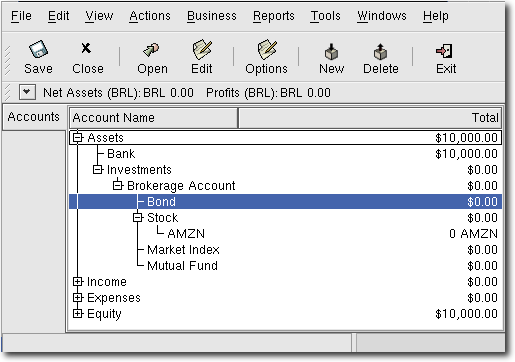 File Edit View Actions Business Reports Tools Windows Help
Save Close Open Edit Options New Delete Exit
Net Assets (BRL): BRL 0.00 Profits (BRL): BRL 0.00
Accounts
Account Name Total
Assets $10,000.00
Bank $10,000.00
Investments $0.00
Brokerage Account $0.00
Bond $0.00
Stock $0.00
AMZN 0 AMZN
Market Index $0.00
Mutual Fund $0.00
Income $0.00
Expenses $0.00
Equity $10,000.00